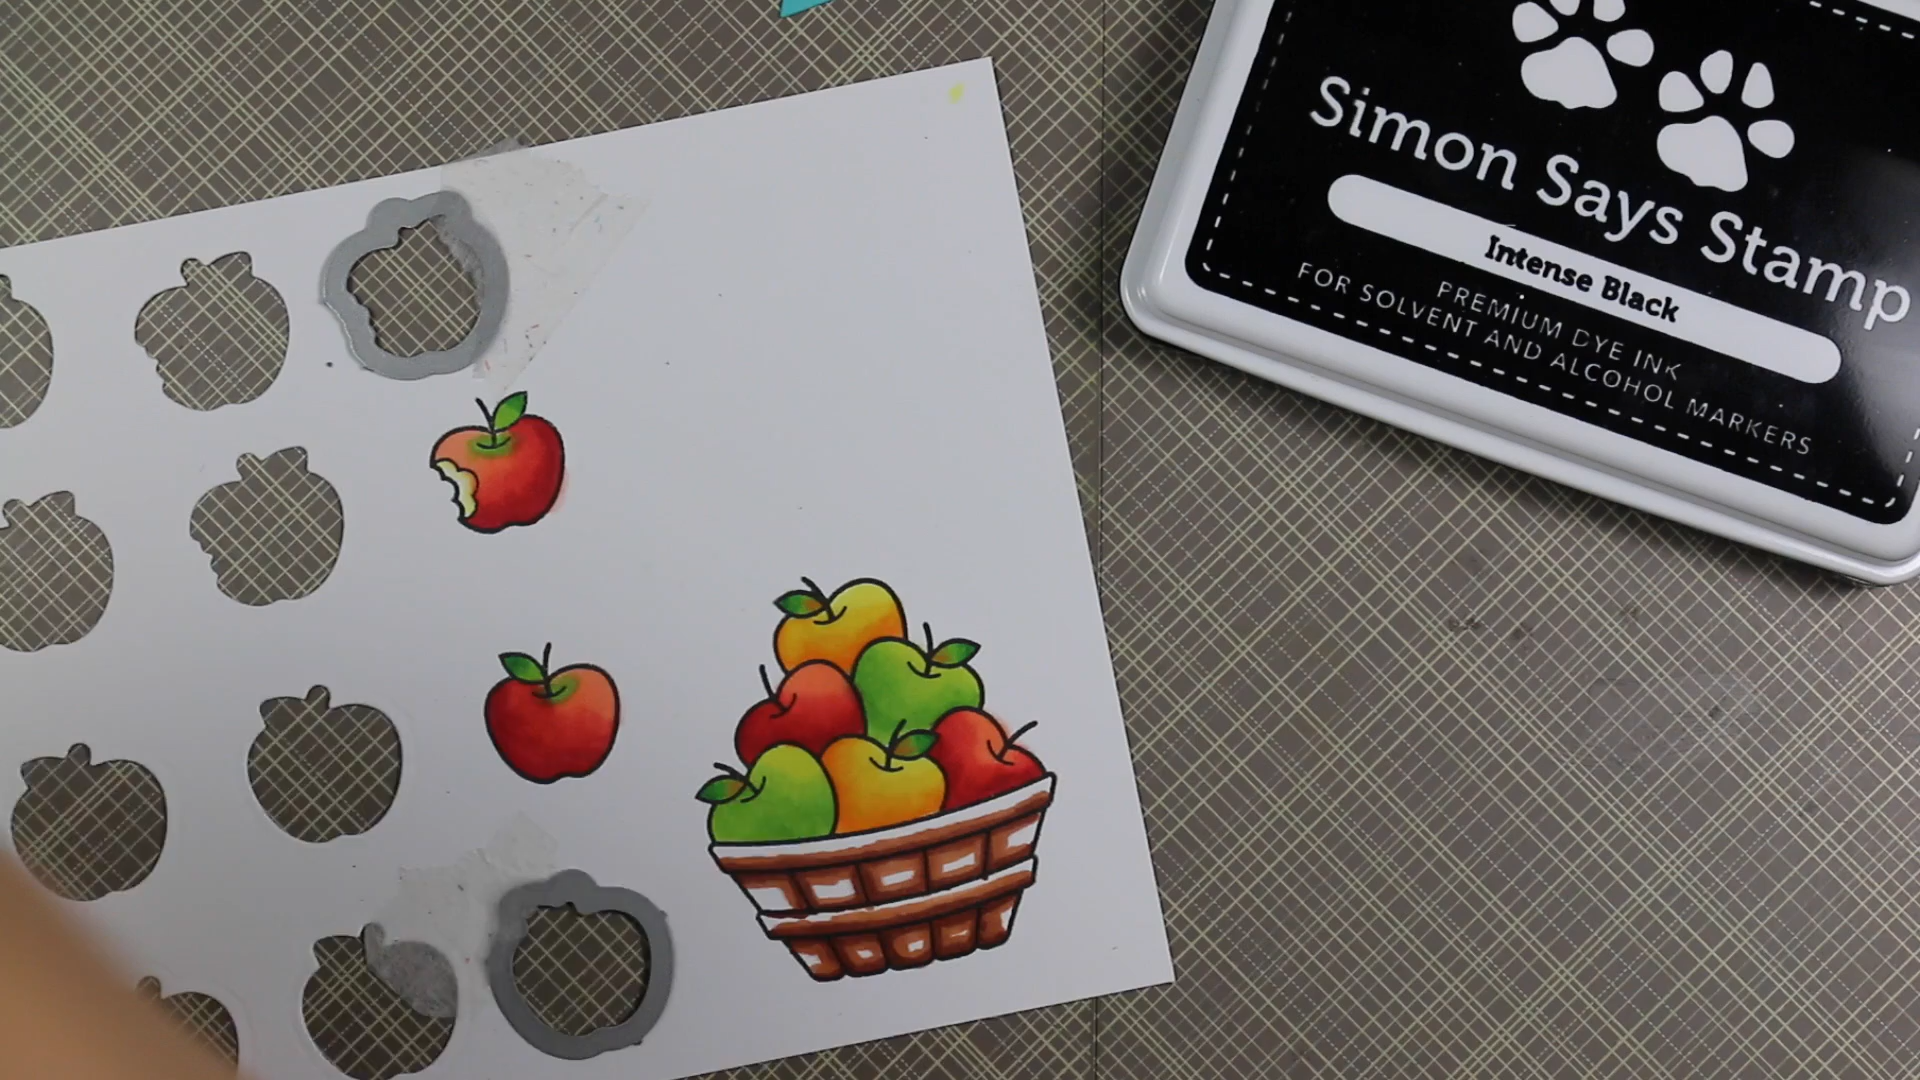 Simon Says Stamp
Intense Black
PREMIUM DYE INK
FOR SOLVENT AND ALCOHOL MARKERS